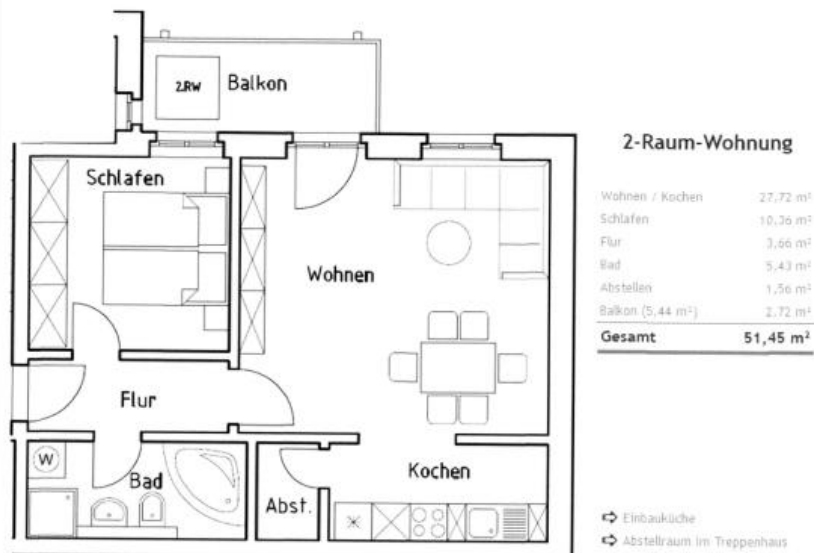 2.RW
Balkon
Schlafen
Wohnen
Flur
W
Bad
Abst.
Kochen
2-Raum-Wohnung
Wohnen / Kochen 27,72 m²
Schlafen 10,36 m²
Flur 3,66 m²
Bad 5,43 m²
Abstellen 1,56 m²
Balkon (5,44 m²) 2,72 m²
Gesamt 51,45 m²
⇨ Einbauküche
⇨ Abstellraum im Treppenhaus